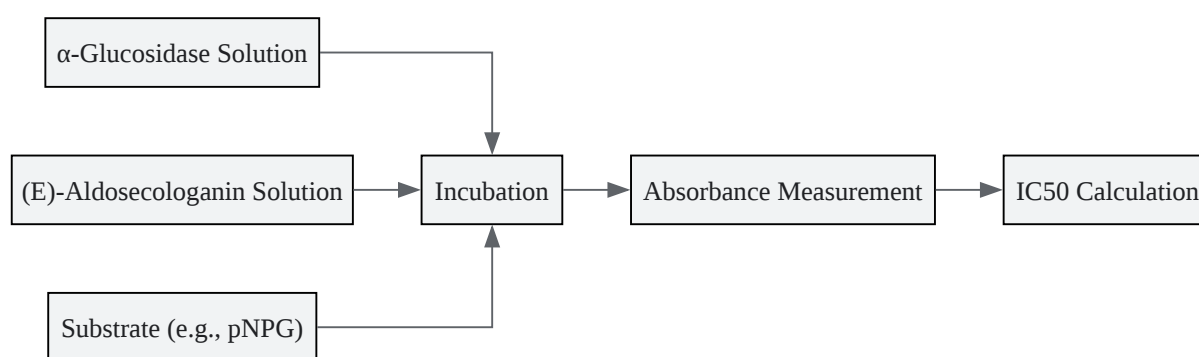 α-Glucosidase Solution
(E)-Aldosecologanin Solution
Incubation
Absorbance Measurement
IC50 Calculation
Substrate (e.g., pNPG)